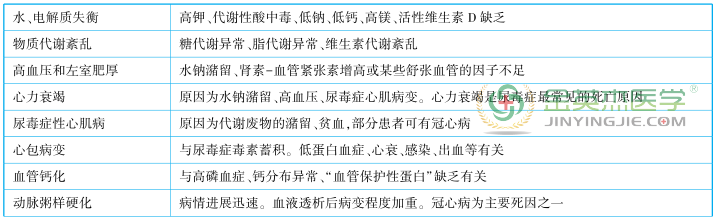 水、电解质失衡 高钾、代谢性酸中毒、低钠、低钙、高镁、活性维生素 D 缺乏
物质代谢紊乱 糖代谢异常、脂代谢异常、维生素代谢紊乱
高血压和左室肥厚 水钠潴留、肾素-血管紧张素增高或某些舒张血管的因子不足
心力衰竭 原因为水钠潴留、高血压、尿毒症心肌病变。心力衰竭是尿毒症最常见的死亡原因
尿毒症性心肌病 原因为代谢废物的潴留、贫血,部分患者可有冠心病
心包病变 与尿毒症毒素蓄积。低蛋白血症、心衰、感染、出血等有关
血管钙化 与高磷血症、钙分布异常、“血管保护性蛋白”缺乏有关
动脉粥样硬化 病情进展迅速。血液透析后病变程度加重。冠心病为主要死因之一
金英杰医学®
JINYINGJIE.COM